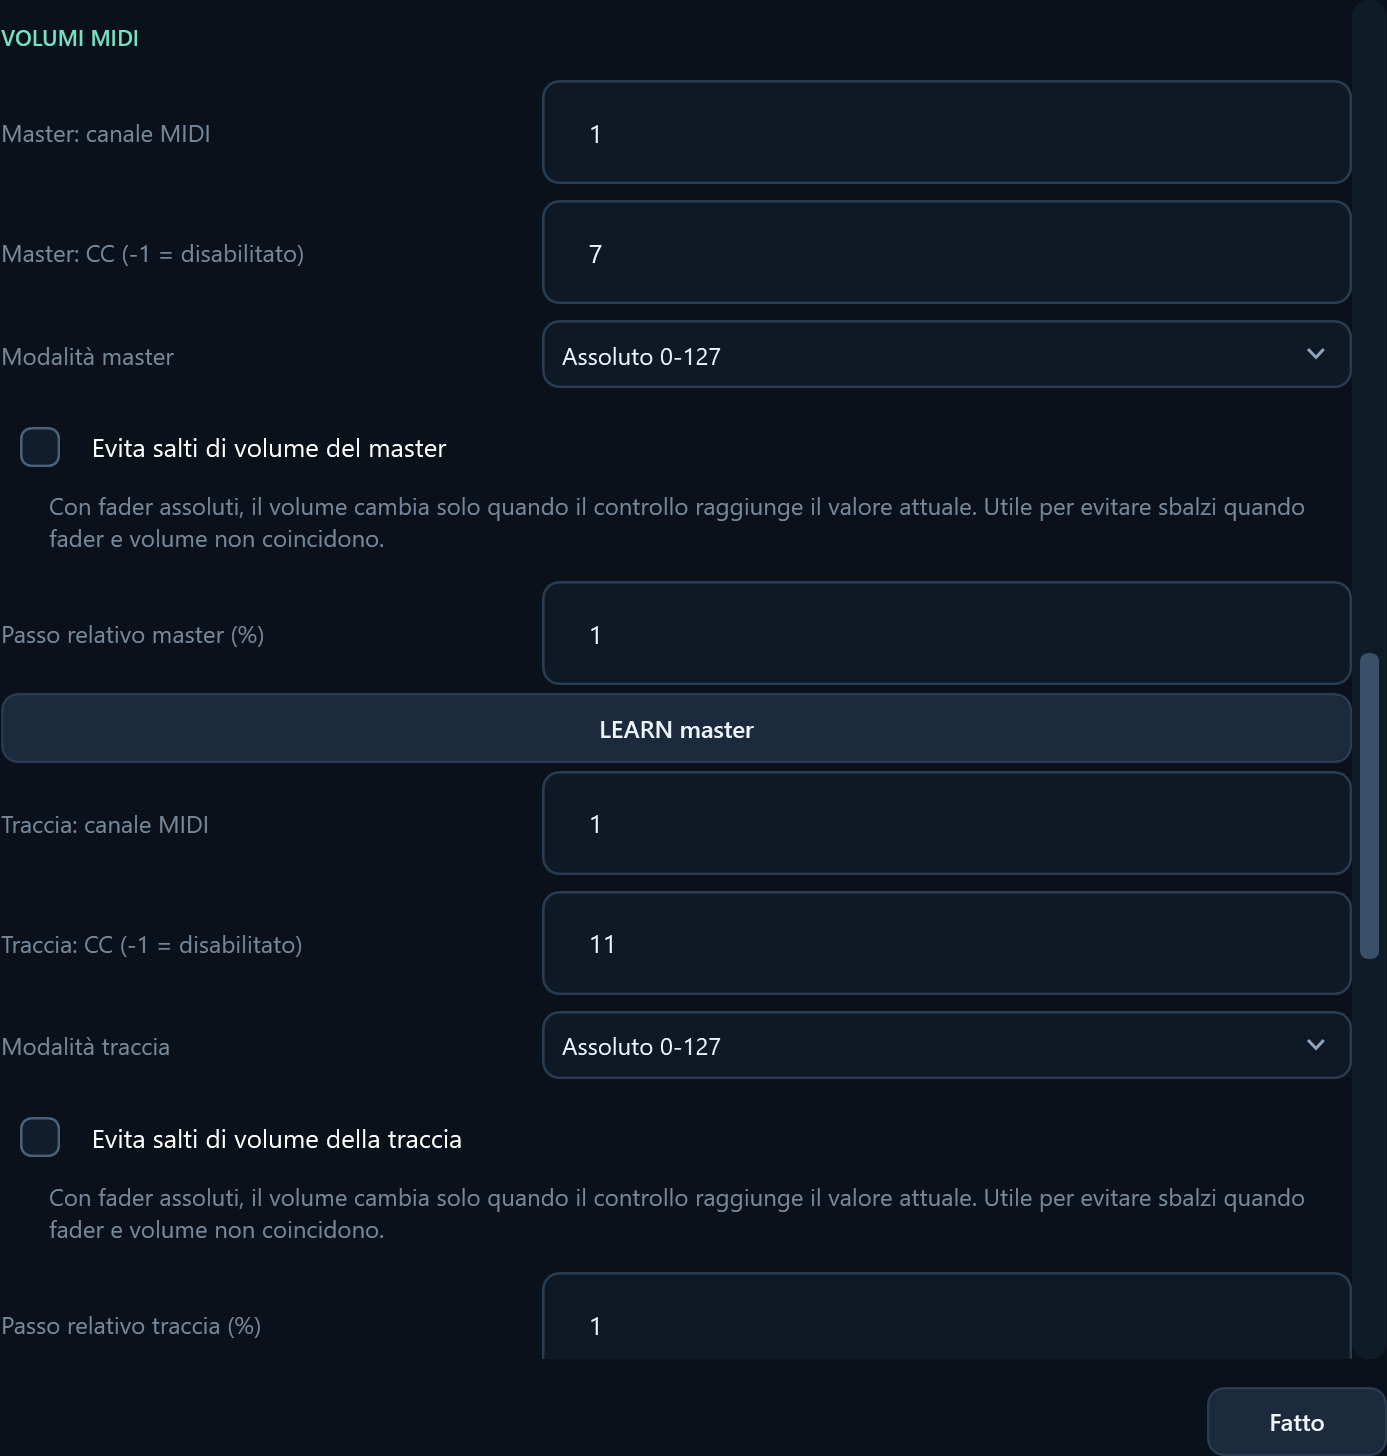 VOLUMI MIDI
Master: canale MIDI
1
Master: CC (-1 = disabilitato)
7
Modalità master
Assoluto 0-127
Evita salti di volume del master
Con fader assoluti, il volume cambia solo quando il controllo raggiunge il valore attuale. Utile per evitare sbalzi quando
fader e volume non coincidono.
Passo relativo master (%)
1
LEARN master
Traccia: canale MIDI
1
Traccia: CC (-1 = disabilitato)
11
Modalità traccia
Assoluto 0-127
Evita salti di volume della traccia
Con fader assoluti, il volume cambia solo quando il controllo raggiunge il valore attuale. Utile per evitare sbalzi quando
fader e volume non coincidono.
Passo relativo traccia (%)
1
Fatto